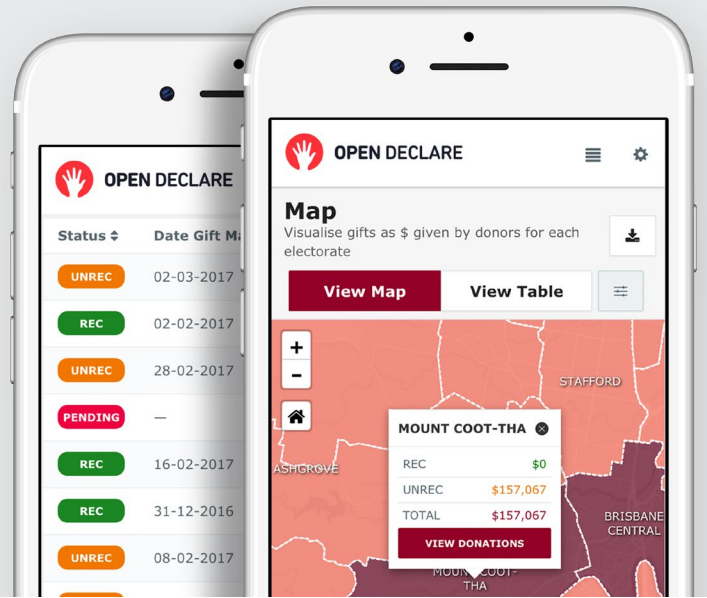 OPEN DECLARE
Status Date Gift Ma
UNREC 02-03-2017
REC 02-02-2017
UNREC 28-02-2017
PENDING —
REC 16-02-2017
REC 31-12-2016
UNREC 08-02-2017
OPEN DECLARE
Map
Visualise gifts as $ given by donors for each
electorate
View Map View Table
+
-
STAFFORD
ASHGROVE
MOUNT COOT-THA
REC $0
UNREC $157,067
TOTAL $157,067
VIEW DONATIONS
BRISBANE
CENTRAL
MOUNT COOT-
THA